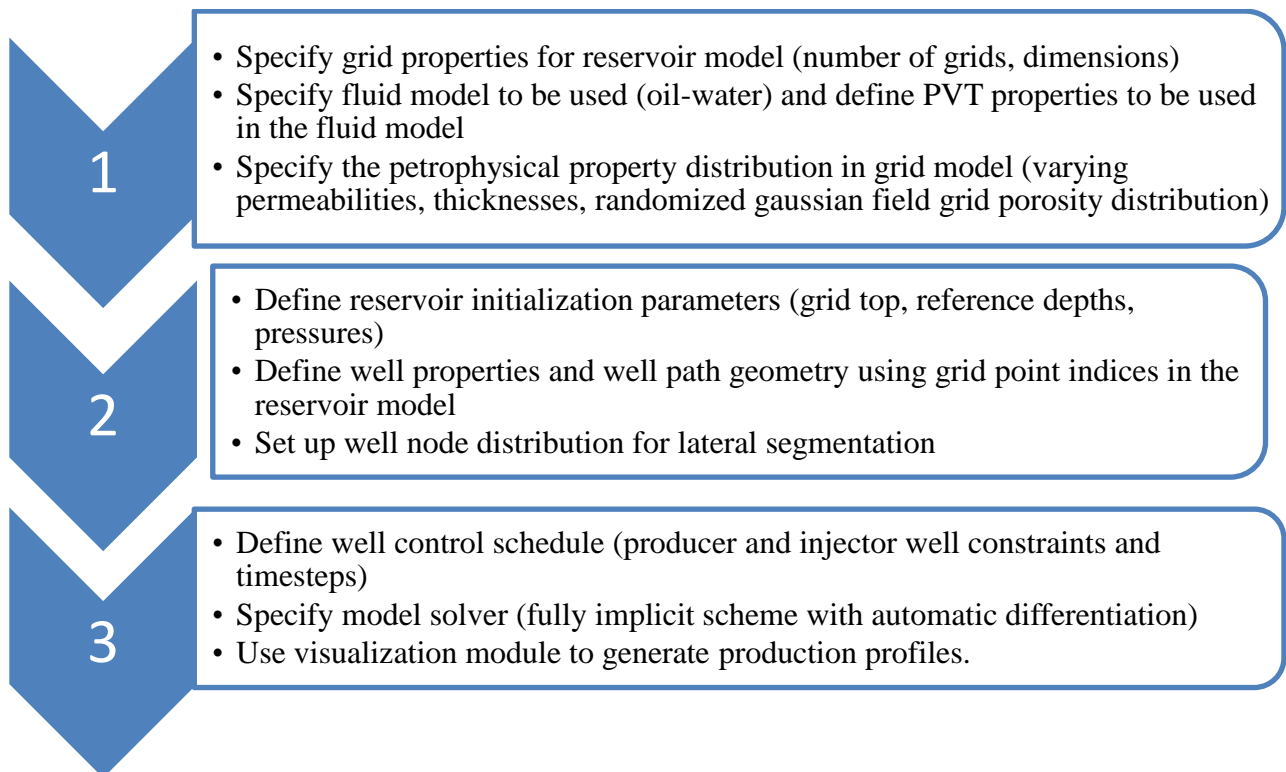 1
• Specify grid properties for reservoir model (number of grids, dimensions)
• Specify fluid model to be used (oil-water) and define PVT properties to be used
in the fluid model
• Specify the petrophysical property distribution in grid model (varying
permeabilities, thicknesses, randomized gaussian field grid porosity distribution)
2
• Define reservoir initialization parameters (grid top, reference depths,
pressures)
• Define well properties and well path geometry using grid point indices in the
reservoir model
• Set up well node distribution for lateral segmentation
3
• Define well control schedule (producer and injector well constraints and
timesteps)
• Specify model solver (fully implicit scheme with automatic differentiation)
• Use visualization module to generate production profiles.